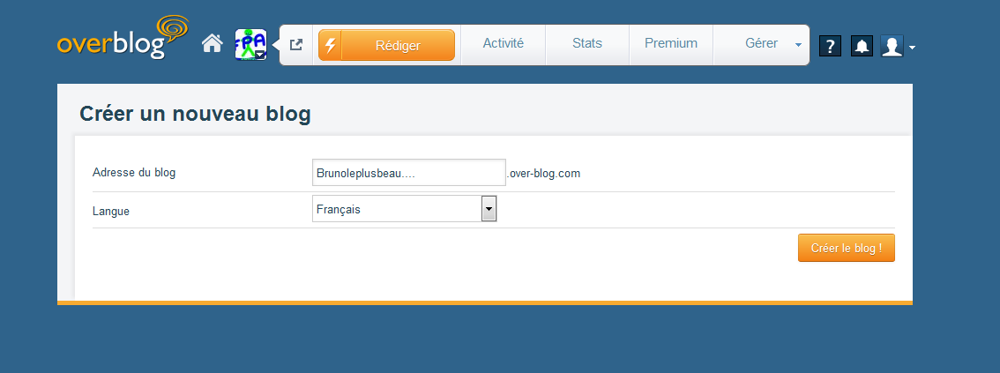 overblog
FPA
Rédiger
Activité
Stats
Premium
Gérer
?
Créer un nouveau blog
Adresse du blog Brunoleplusbeau.... .over-blog.com
Langue Français
Créer le blog !